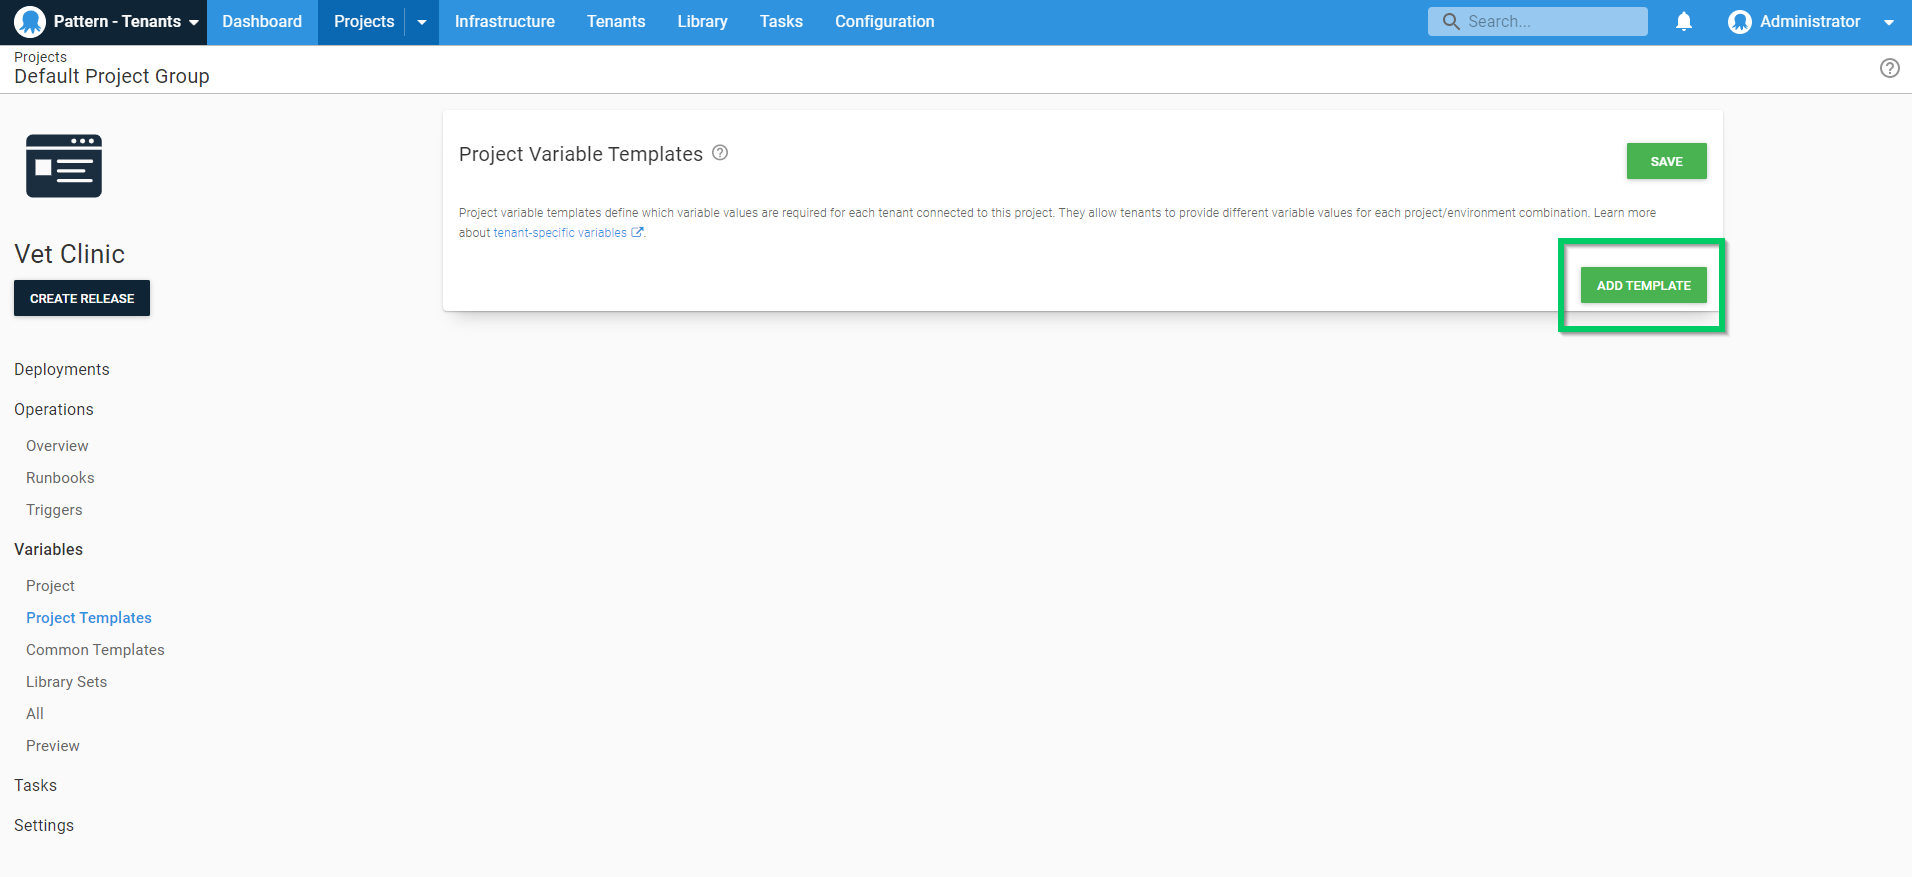 Pattern - Tenants
Dashboard
Projects
Infrastructure
Tenants
Library
Tasks
Configuration
Search...
Administrator
Projects
Default Project Group
Vet Clinic
CREATE RELEASE
Deployments
Operations
Overview
Runbooks
Triggers
Variables
Project
Project Templates
Common Templates
Library Sets
All
Preview
Tasks
Settings
Project Variable Templates
SAVE
Project variable templates define which variable values are required for each tenant connected to this project. They allow tenants to provide different variable values for each project/environment combination. Learn more
about tenant-specific variables.
ADD TEMPLATE